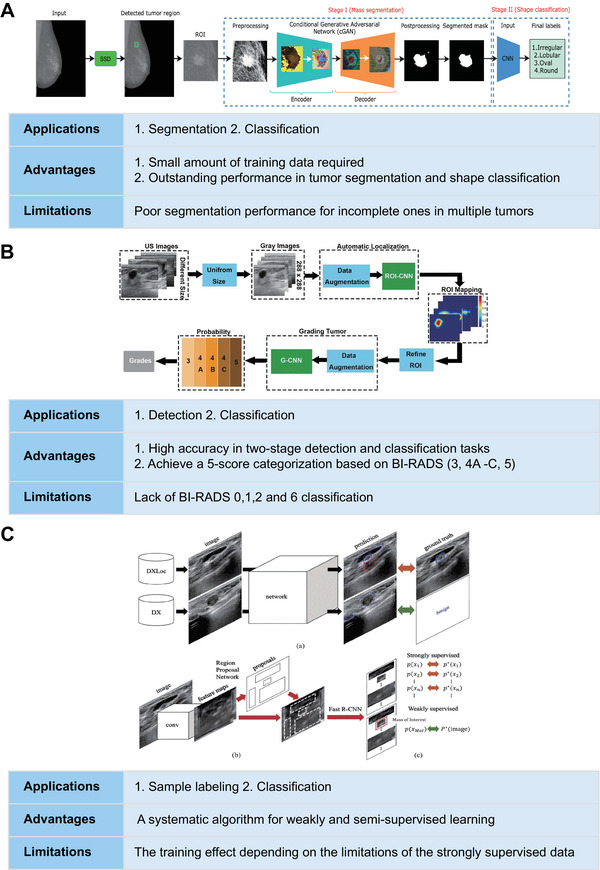 A
Stage I (Mass segmentation)
Stage II (Shape classification)
Input
Detected tumor region
ROI
Preprocessing
Conditional Generative Adversarial
Network (cGAN)
Postprocessing
Segmented mask
Input
Final labels
SSD
CNN
1.Irregular
2.Lobular
3.Oval
4.Round
Encoder
Decoder
Applications
1. Segmentation 2. Classification
Advantages
1. Small amount of training data required
2. Outstanding performance in tumor segmentation and shape classification
Limitations
Poor segmentation performance for incomplete ones in multiple tumors
B
US Images
Gray Images
Automatic Localization
Different Size
Unifrom
Size
288 × 288
Data
Augmentation
ROI-CNN
ROI Mapping
Probability
Grading Tumor
Grades
3
4
A
4
B
4
C
5
G-CNN
Data
Augmentation
Refine
ROI
Applications
1. Detection 2. Classification
Advantages
1. High accuracy in two-stage detection and classification tasks
2. Achieve a 5-score categorization based on BI-RADS (3, 4A -C, 5)
Limitations
Lack of BI-RADS 0,1,2 and 6 classification
C
image
prediction
ground truth
DXLoc
DX
network
benign
(a)
image
feature maps
conv
Region
Proposal
Network
proposals
Fast R-CNN
Strongly supervised
p(x₁) p*(x₁)
p(x₂) p*(x₂)
p(xₘ) p*(xₘ)
Weakly supervised
Mass of Interest
(b)
(c)
Applications
1. Sample labeling 2. Classification
Advantages
A systematic algorithm for weakly and semi-supervised learning
Limitations
The training effect depending on the limitations of the strongly supervised data